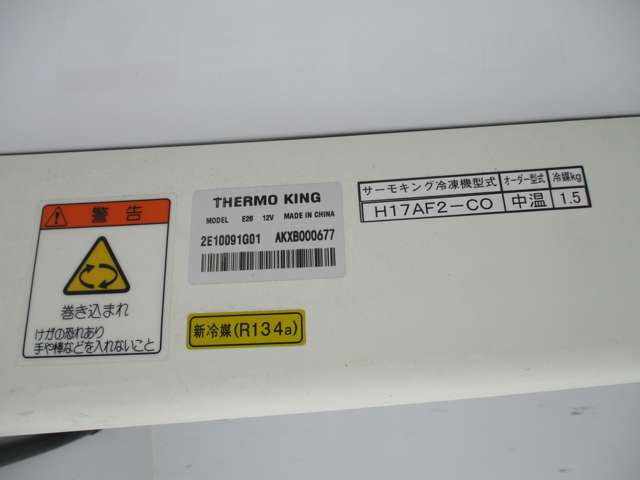 警告
巻き込まれ
けガの恐れあり
手や棒などを入れないこと
THERMO KING
MODEL E26 12V MADE IN CHINA
2E10091G01 AKXB000677
新冷媒(R134a)
サーモキング冷凍機型式 オーダー型式 冷媒kg
H17AF2-CO 中温 1.5